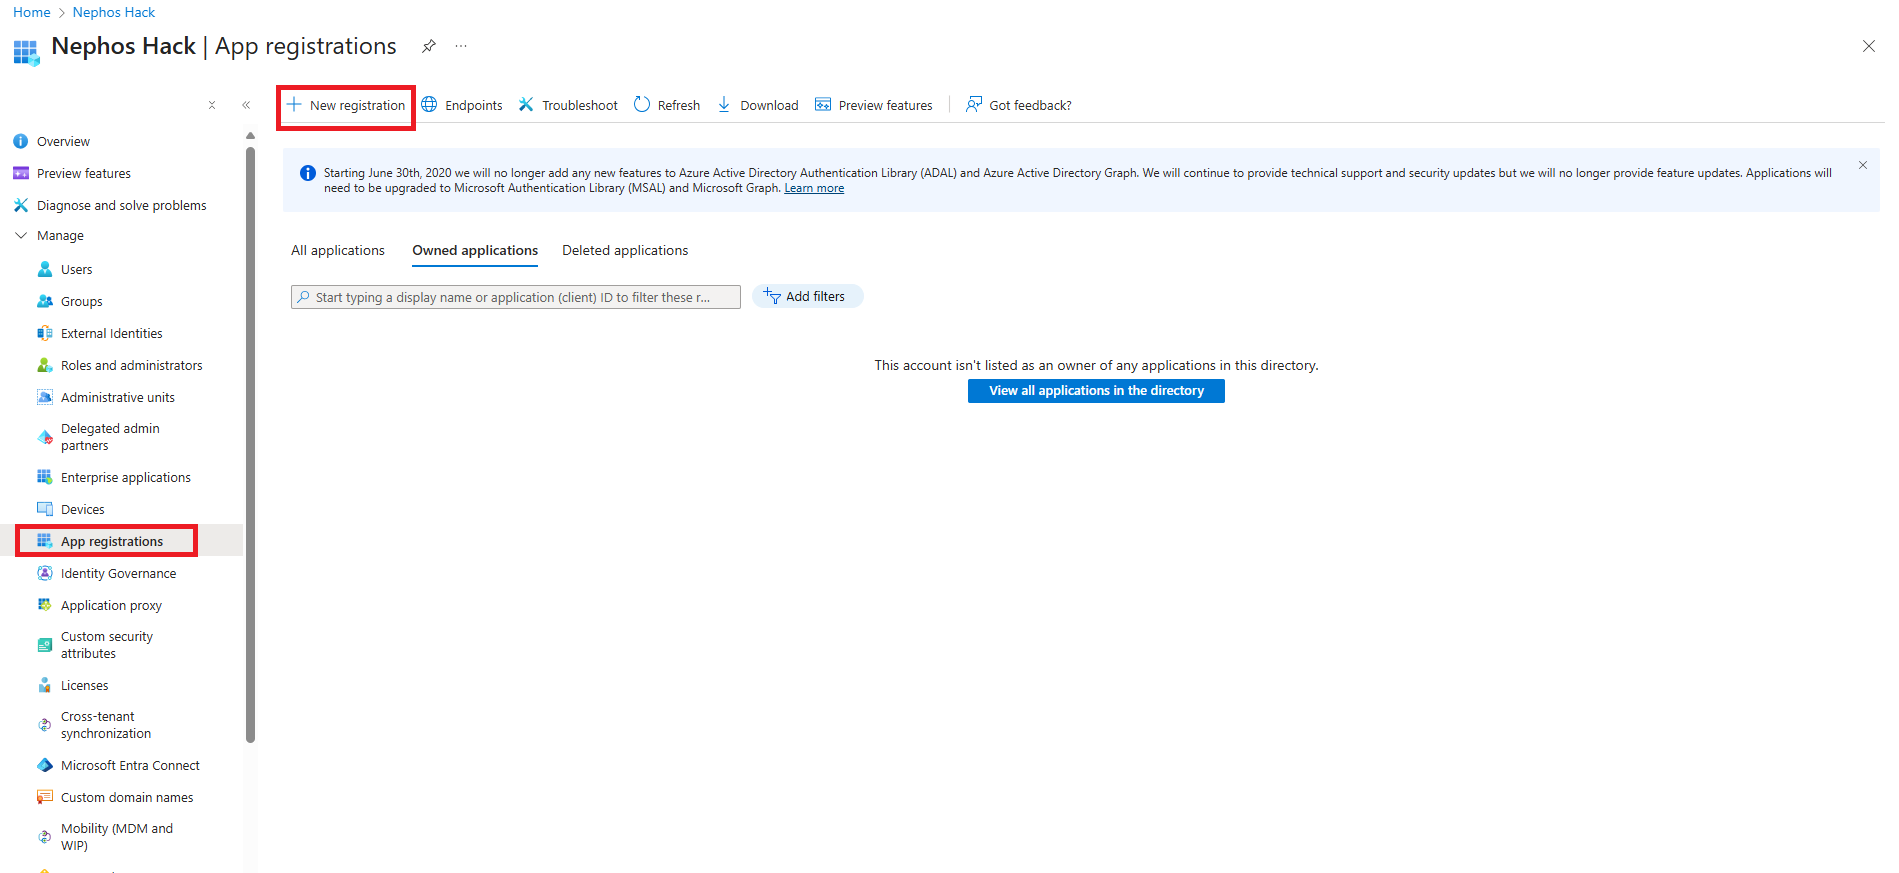 Home > Nephos Hack
Nephos Hack | App registrations
New registration Endpoints Troubleshoot Refresh Download Preview features Got feedback?
Overview
Preview features
Diagnose and solve problems
Manage
Users
Groups
External Identities
Roles and administrators
Administrative units
Delegated admin
partners
Enterprise applications
Devices
App registrations
Identity Governance
Application proxy
Custom security
attributes
Licenses
Cross-tenant
synchronization
Microsoft Entra Connect
Custom domain names
Mobility (MDM and
WIP)
Starting June 30th, 2020 we will no longer add any new features to Azure Active Directory Authentication Library (ADAL) and Azure Active Directory Graph. We will continue to provide technical support and security updates but we will no longer provide feature updates. Applications will
need to be upgraded to Microsoft Authentication Library (MSAL) and Microsoft Graph. Learn more
All applications Owned applications Deleted applications
Start typing a display name or application (client) ID to filter these r... Add filters
This account isn't listed as an owner of any applications in this directory.
View all applications in the directory